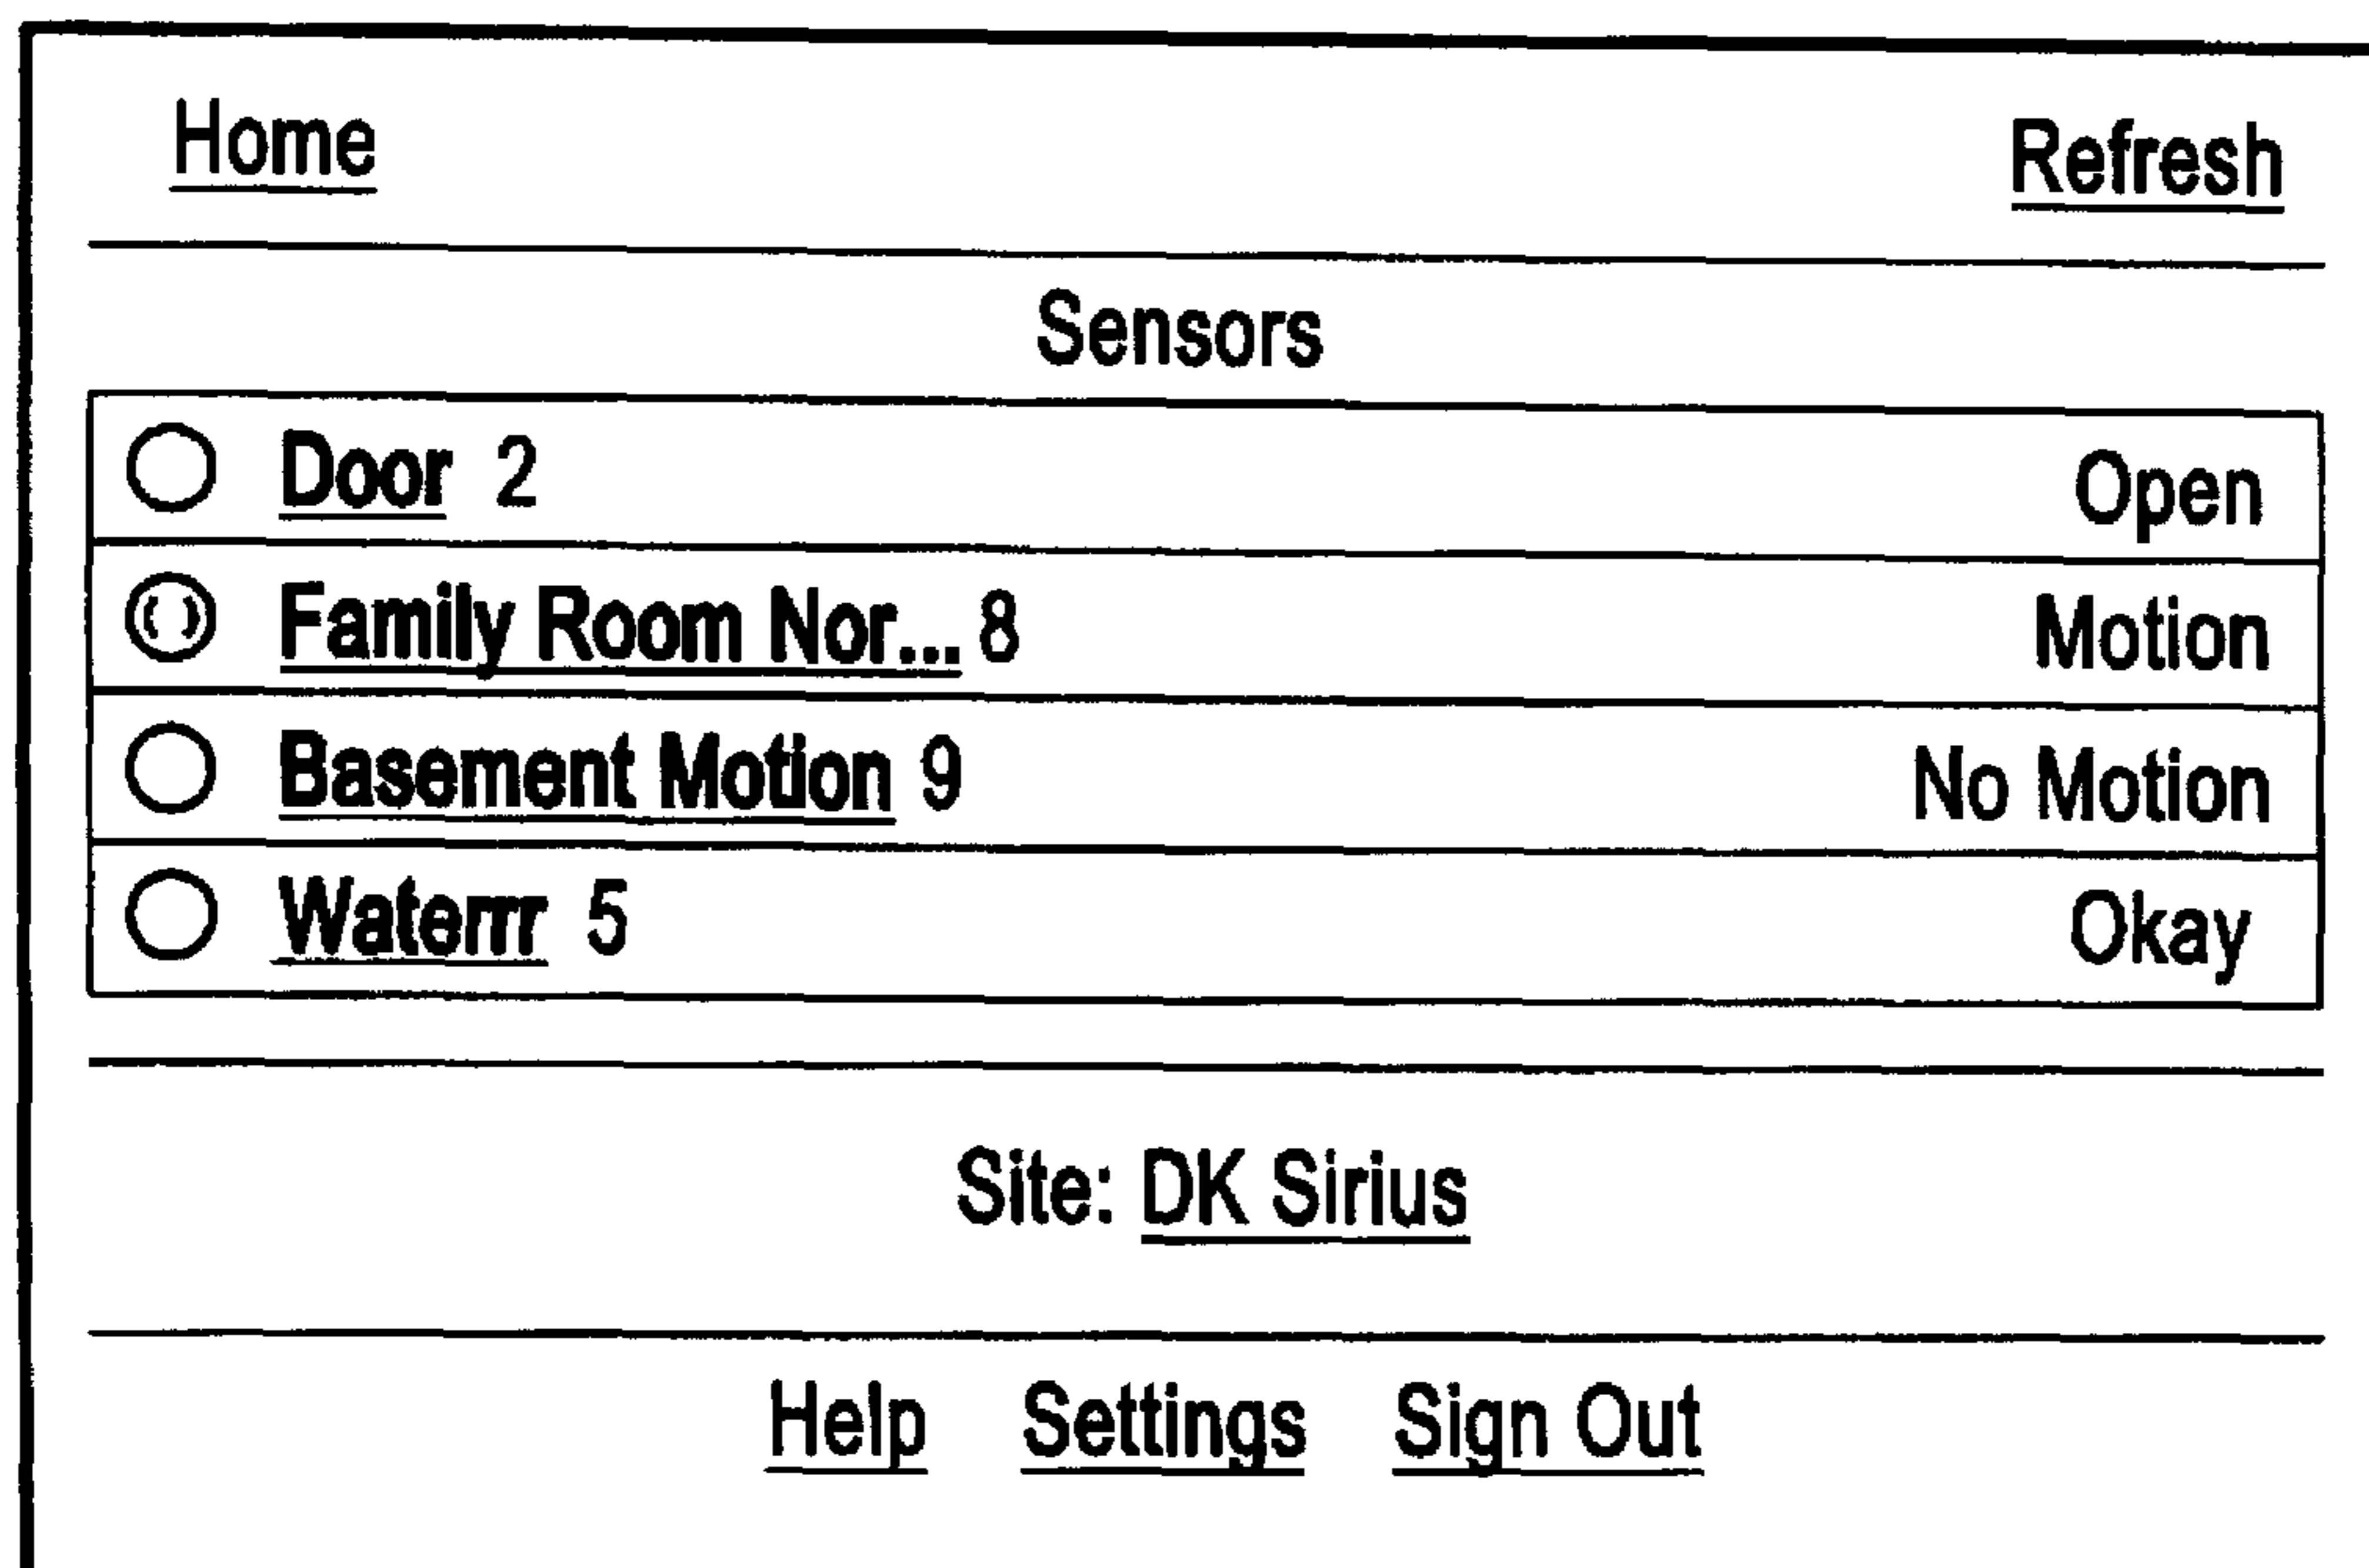 Home Refresh
Sensors
Door 2 Open
Family Room Nor... 8 Motion
Basement Motion 9 No Motion
Waterrr 5 Okay
Site: DK Sirius
Help Settings Sign Out